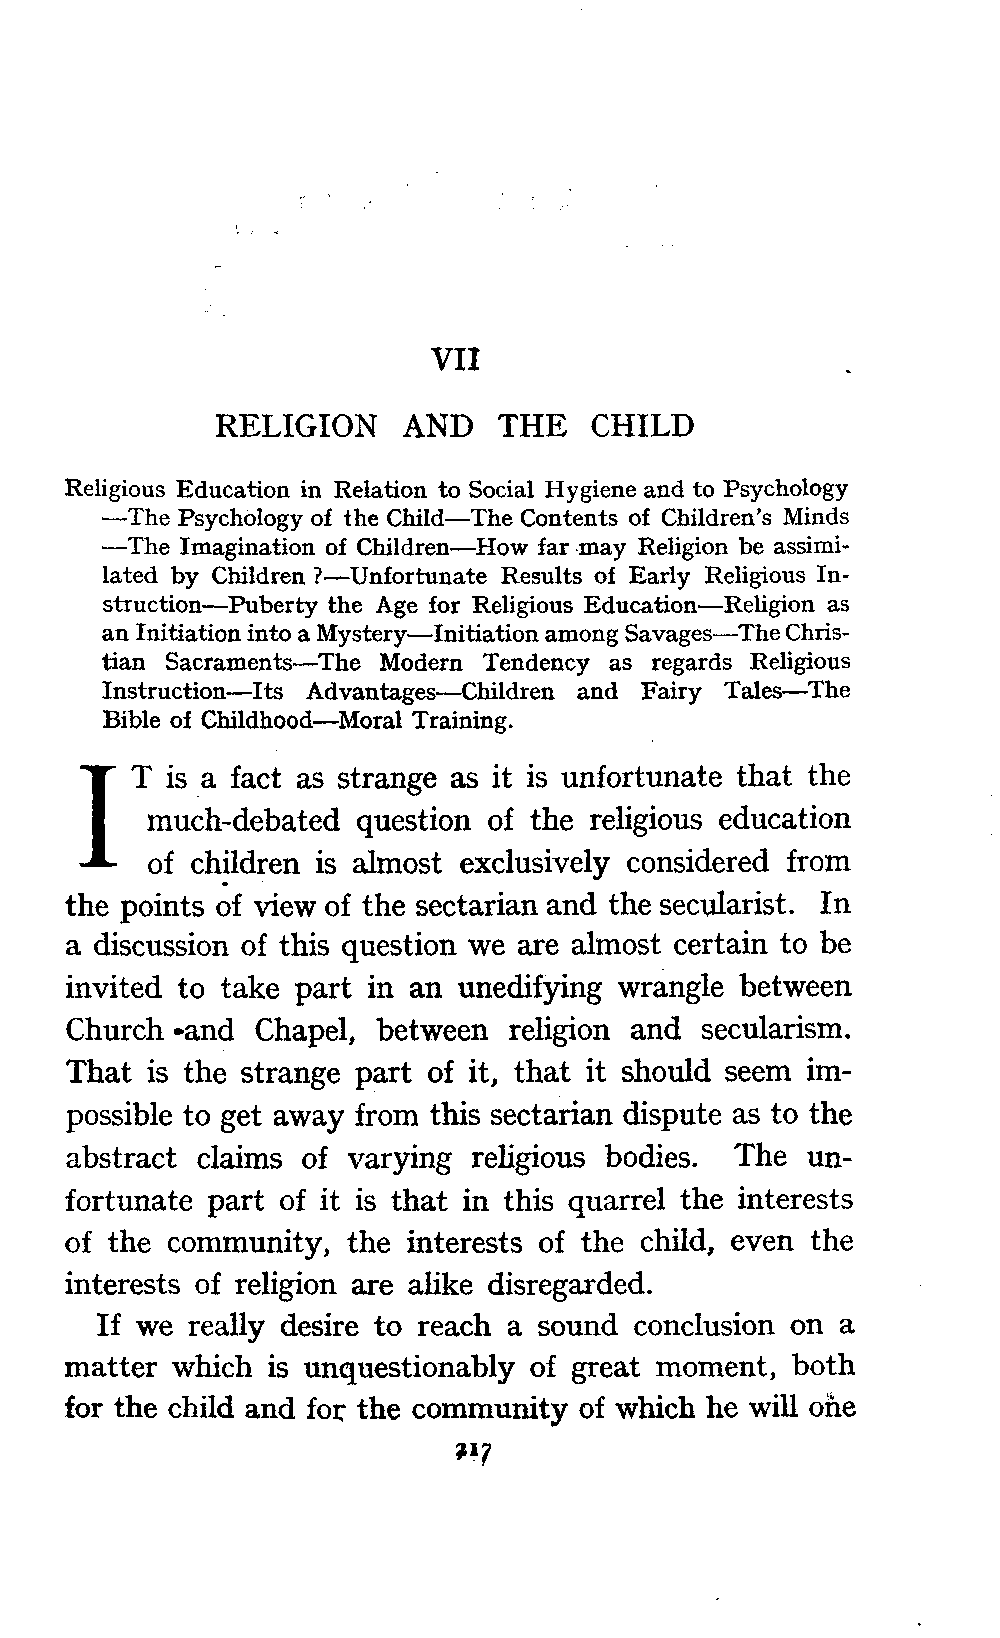 VII
RELIGION AND THE CHILD
Religious Education in Relation to Social Hygiene and to Psychology
—The Psychology of the Child—The Contents of Children's Minds
—The Imagination of Children—How far may Religion be assimi-
lated by Children ?—Unfortunate Results of Early Religious In-
struction—Puberty the Age for Religious Education—Religion as
an Initiation into a Mystery—Initiation among Savages—The Chris-
tian Sacraments—The Modern Tendency as regards Religious
Instruction—Its Advantages—Children and Fairy Tales—The
Bible of Childhood—Moral Training.
IT is a fact as strange as it is unfortunate that the
much-debated question of the religious education
of children is almost exclusively considered from
the points of view of the sectarian and the secularist. In
a discussion of this question we are almost certain to be
invited to take part in an unedifying wrangle between
Church and Chapel, between religion and secularism.
That is the strange part of it, that it should seem im-
possible to get away from this sectarian dispute as to the
abstract claims of varying religious bodies. The un-
fortunate part of it is that in this quarrel the interests
of the community, the interests of the child, even the
interests of religion are alike disregarded.
If we really desire to reach a sound conclusion on a
matter which is unquestionably of great moment, both
for the child and for the community of which he will one
217